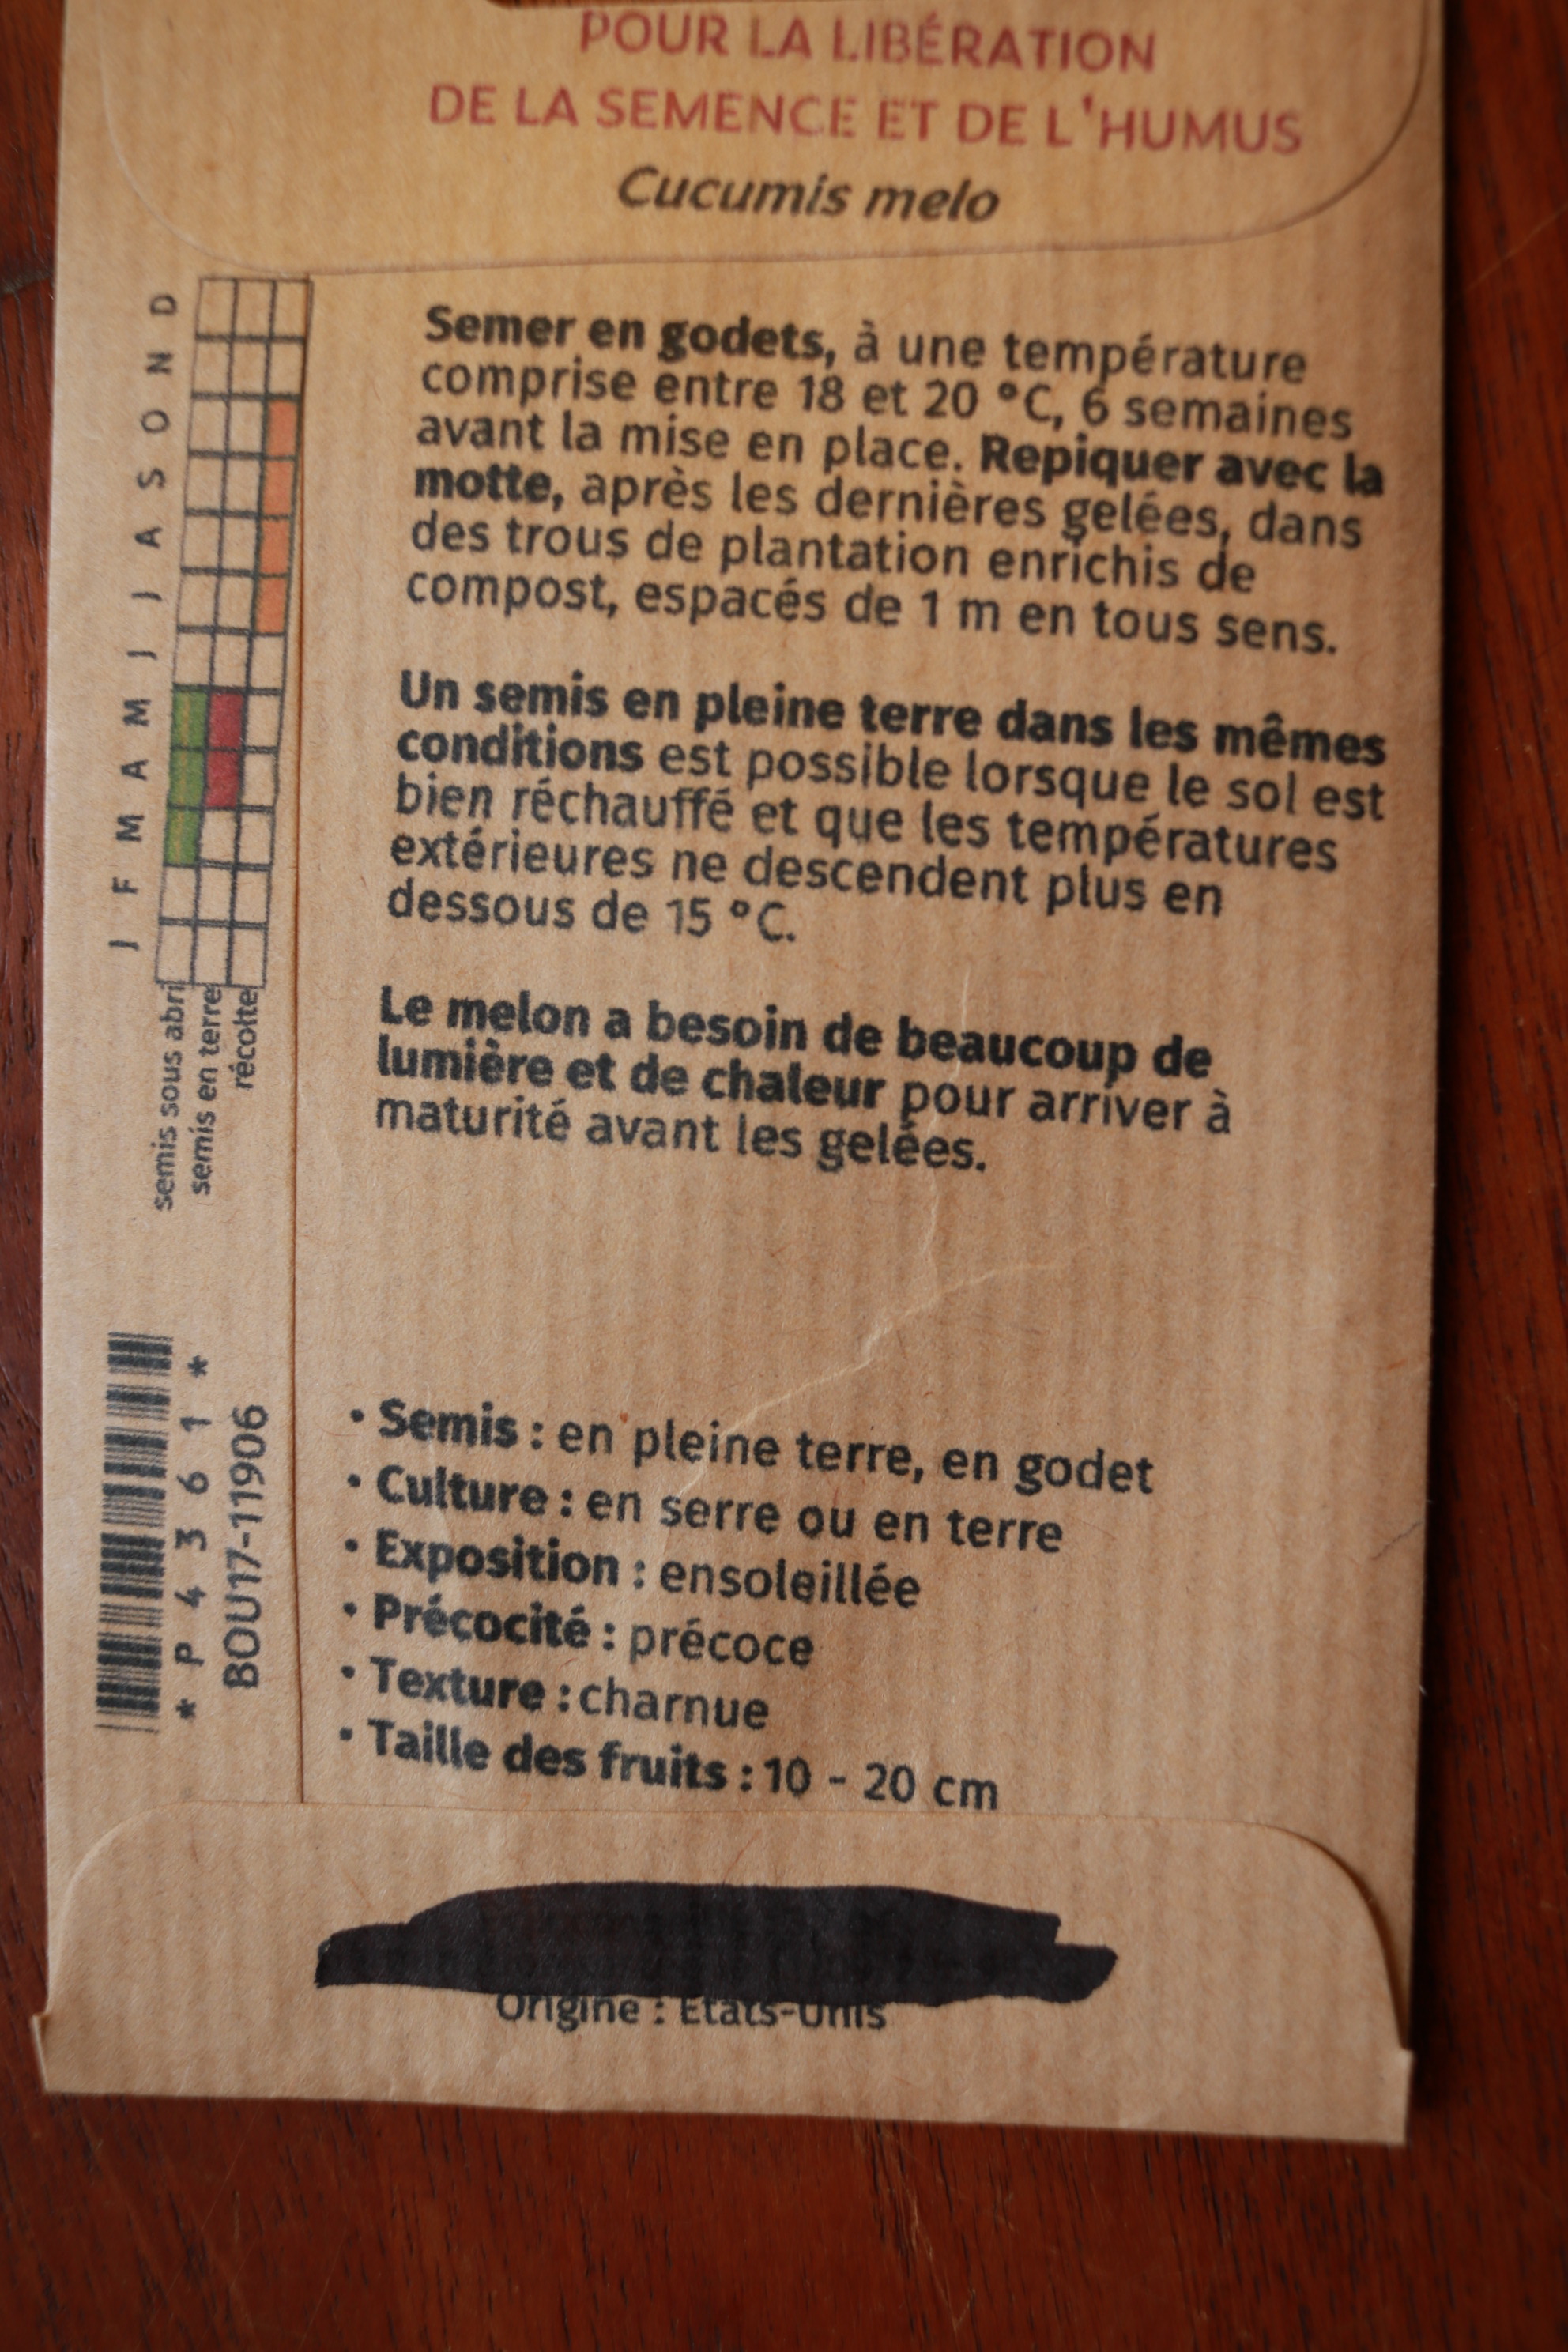 POUR LA LIBÉRATION
DE LA SEMENCE ET DE L'HUMUS
Cucumis melo
J F M A M J J A S O N D
semis sous abri
semis en terre
récolte
Semer en godets, à une température
comprise entre 18 et 20 °C, 6 semaines
avant la mise en place. Repiquer avec la
motte, après les dernières gelées, dans
des trous de plantation enrichis de
compost, espacés de 1 m en tous sens.
Un semis en pleine terre dans les mêmes
conditions est possible lorsque le sol est
bien réchauffé et que les températures
extérieures ne descendent plus en
dessous de 15 °C.
Le melon a besoin de beaucoup de
lumière et de chaleur pour arriver à
maturité avant les gelées.
* P 4 3 6 1 *
BOU17-11906
• Semis : en pleine terre, en godet
• Culture : en serre ou en terre
• Exposition : ensoleillée
• Précocité : précoce
• Texture : charnue
• Taille des fruits : 10 - 20 cm
Origine : États-Unis